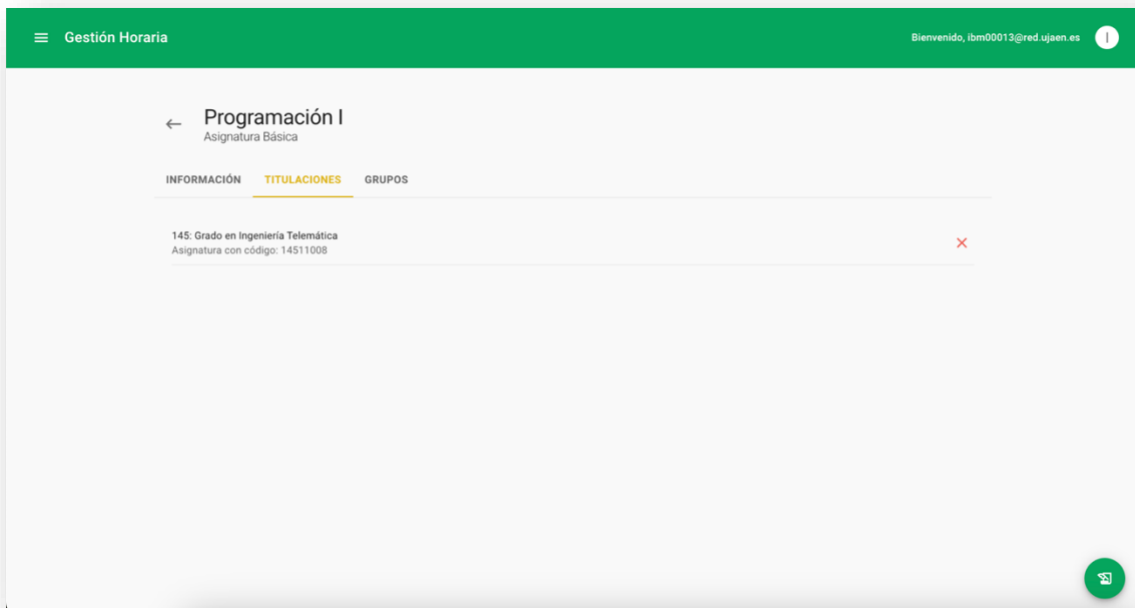 Gestión Horaria
Bienvenido, ibm00013@red.ujaen.es
I
Programación I
Asignatura Básica
INFORMACIÓN TITULACIONES GRUPOS
145: Grado en Ingeniería Telemática
Asignatura con código: 14511008